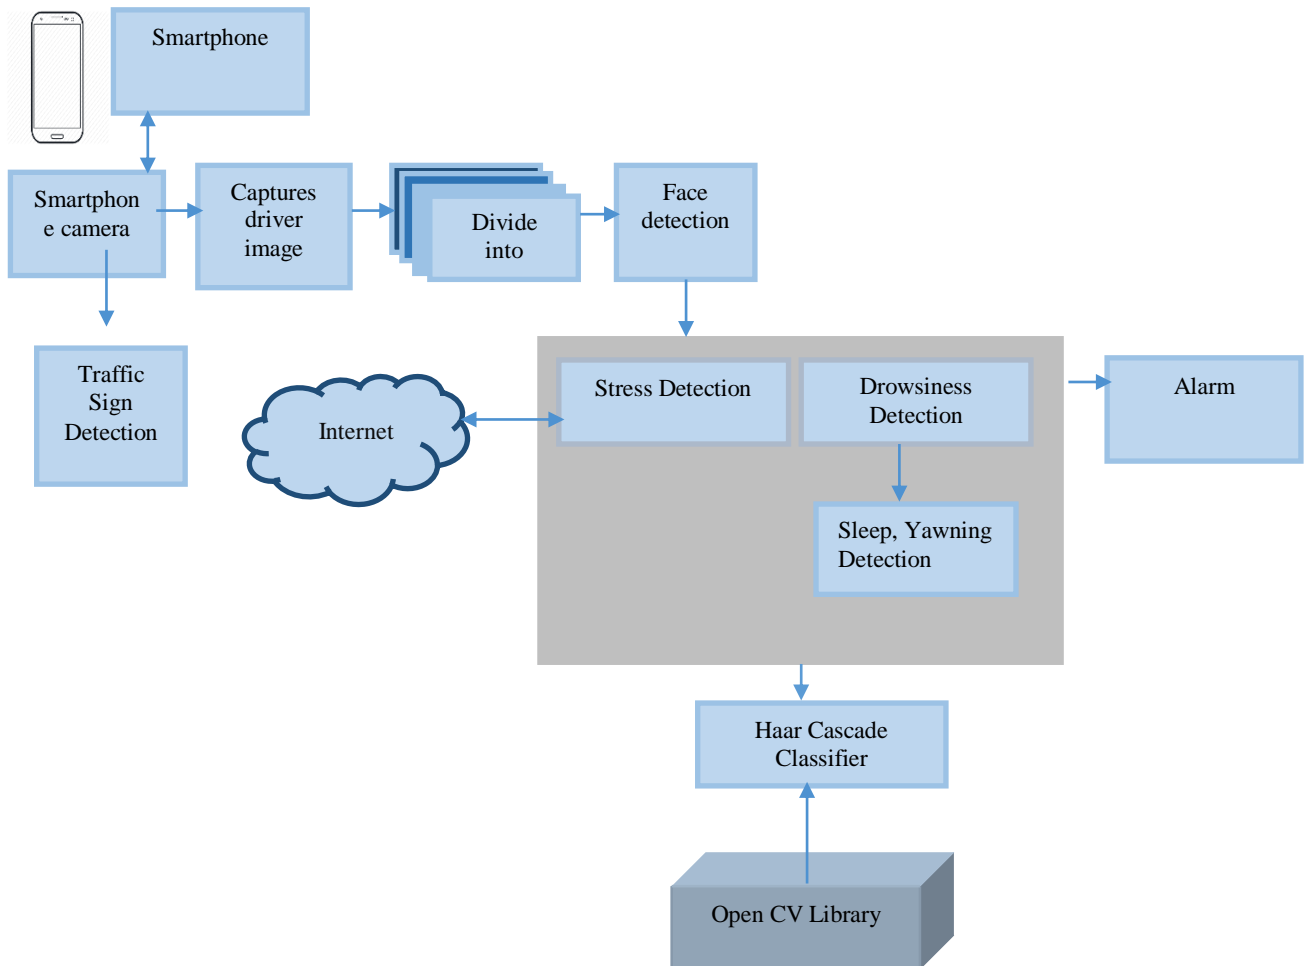 Smartphone
Smartphon
e camera
Captures
driver
image
Divide
into
Face
detection
Traffic
Sign
Detection
Internet
Stress Detection
Drowsiness
Detection
Alarm
Sleep, Yawning
Detection
Haar Cascade
Classifier
Open CV Library